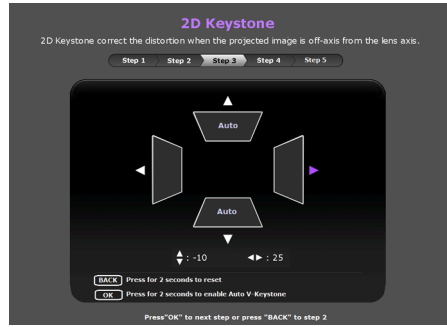 2D Keystone
2D Keystone correct the distortion when the projected image is off-axis from the lens axis.
Step 1 Step 2 Step 3 Step 4 Step 5
Auto
Auto
: -10 : 25
BACK Press for 2 seconds to reset
OK Press for 2 seconds to enable Auto V-Keystone
Press"OK" to next step or press "BACK" to step 2